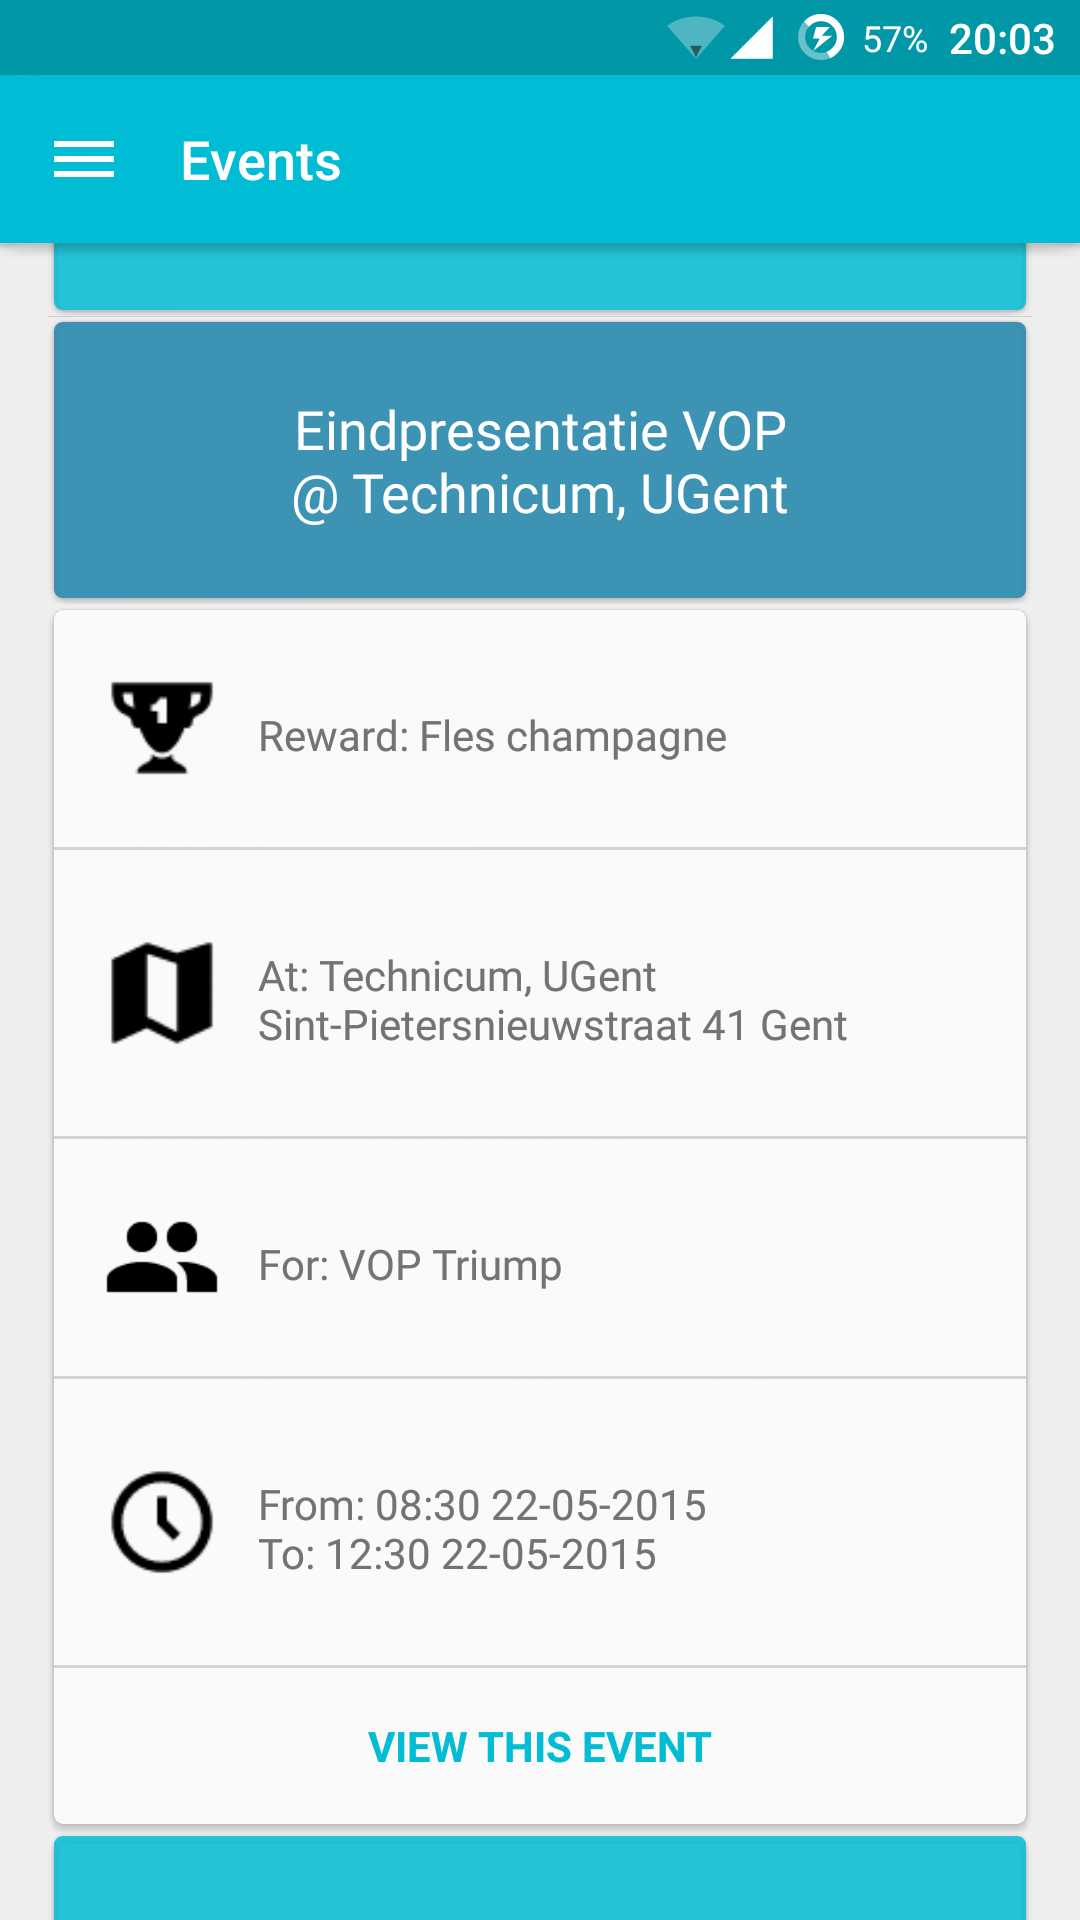 57% 20:03
Events
Eindpresentatie VOP
@ Technicum, UGent
1
Reward: Fles champagne
At: Technicum, UGent
Sint-Pietersnieuwstraat 41 Gent
For: VOP Triump
From: 08:30 22-05-2015
To: 12:30 22-05-2015
VIEW THIS EVENT